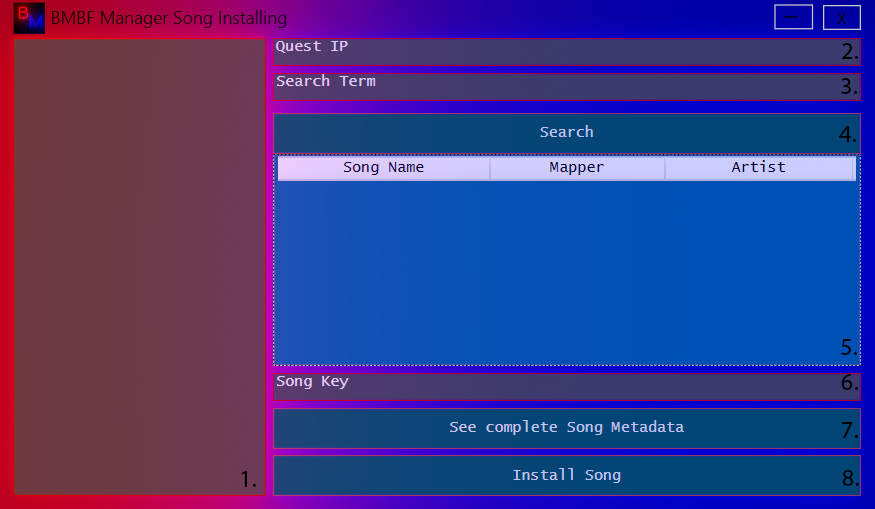 BM
BMBF Manager Song Installing
— x
Quest IP
2.
Search Term
3.
Search
4.
Song Name Mapper Artist
5.
Song Key
6.
See complete Song Metadata
7.
1.
Install Song
8.